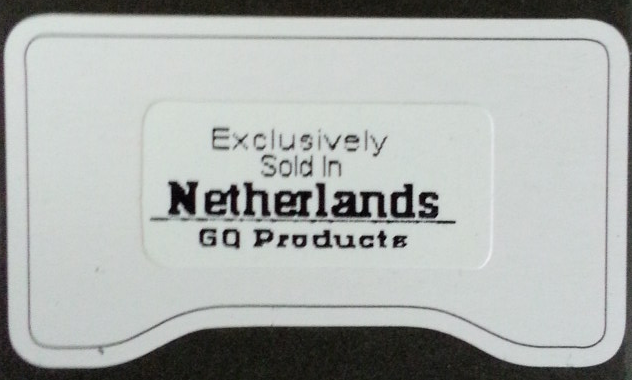 Exclusively
Sold In
Netherlands
GQ Products